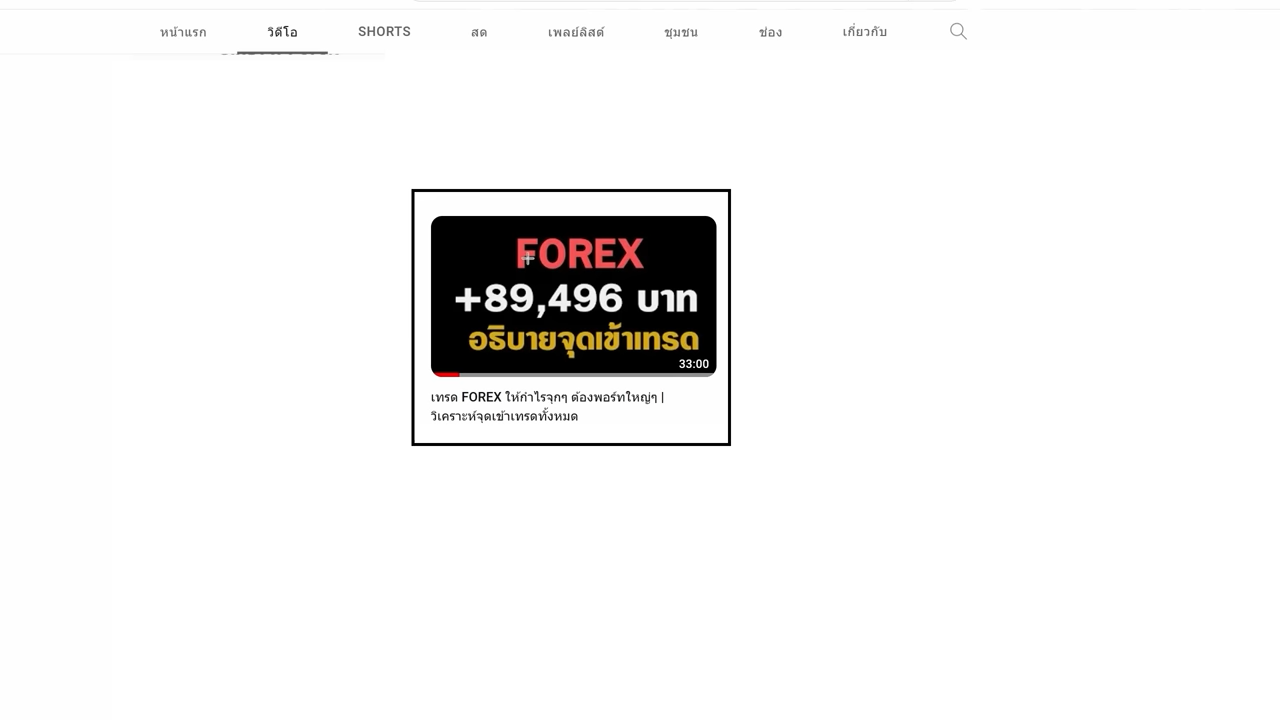 หน้าแรก วิดีโอ SHORTS สด เพลย์ลิสต์ ชุมชน ช่อง เกี่ยวกับ
FOREX
+89,496 บาท
อธิบายจุดเข้าเทรด
33:00
เทรด FOREX ให้กำไรจุกๆ ต้องพอร์ทใหญ่ๆ |
วิเคราะห์จุดเข้าเทรดทั้งหมด